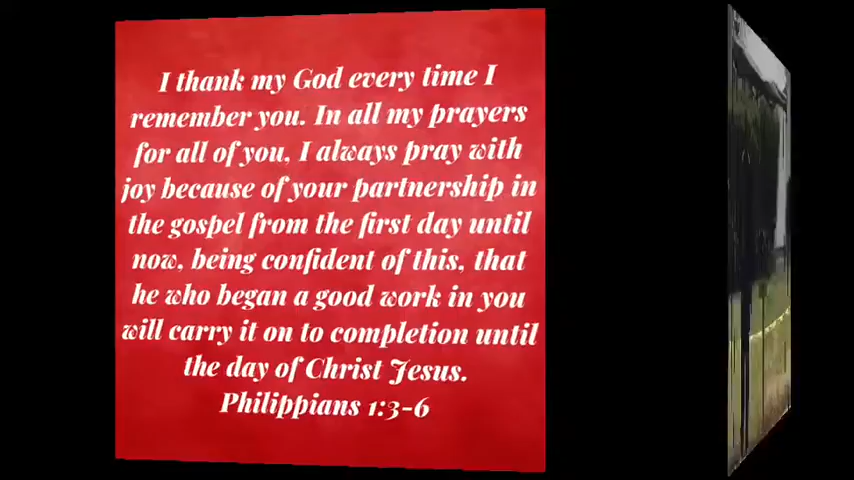 I thank my God every time I
remember you. In all my prayers
for all of you, I always pray with
joy because of your partnership in
the gospel from the first day until
now, being confident of this, that
he who began a good work in you
will carry it on to completion until
the day of Christ Jesus.
Philippians 1:3-6